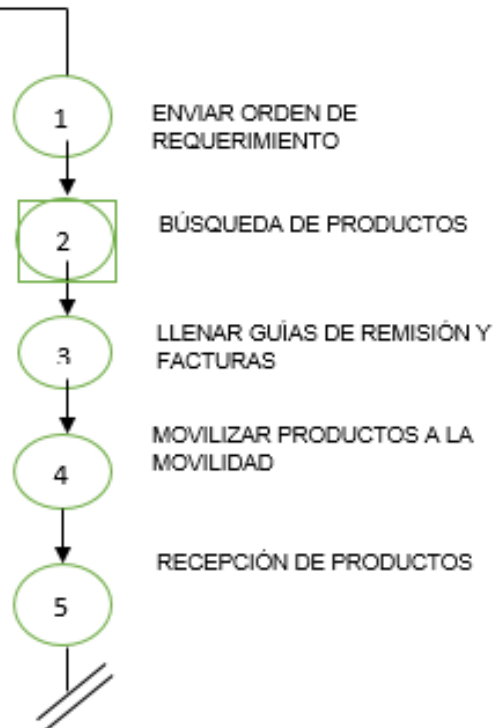 1
ENVIAR ORDEN DE
REQUERIMIENTO
2
BÚSQUEDA DE PRODUCTOS
3
LLENAR GUÍAS DE REMISIÓN Y
FACTURAS
4
MOVILIZAR PRODUCTOS A LA
MOVILIDAD
5
RECEPCIÓN DE PRODUCTOS